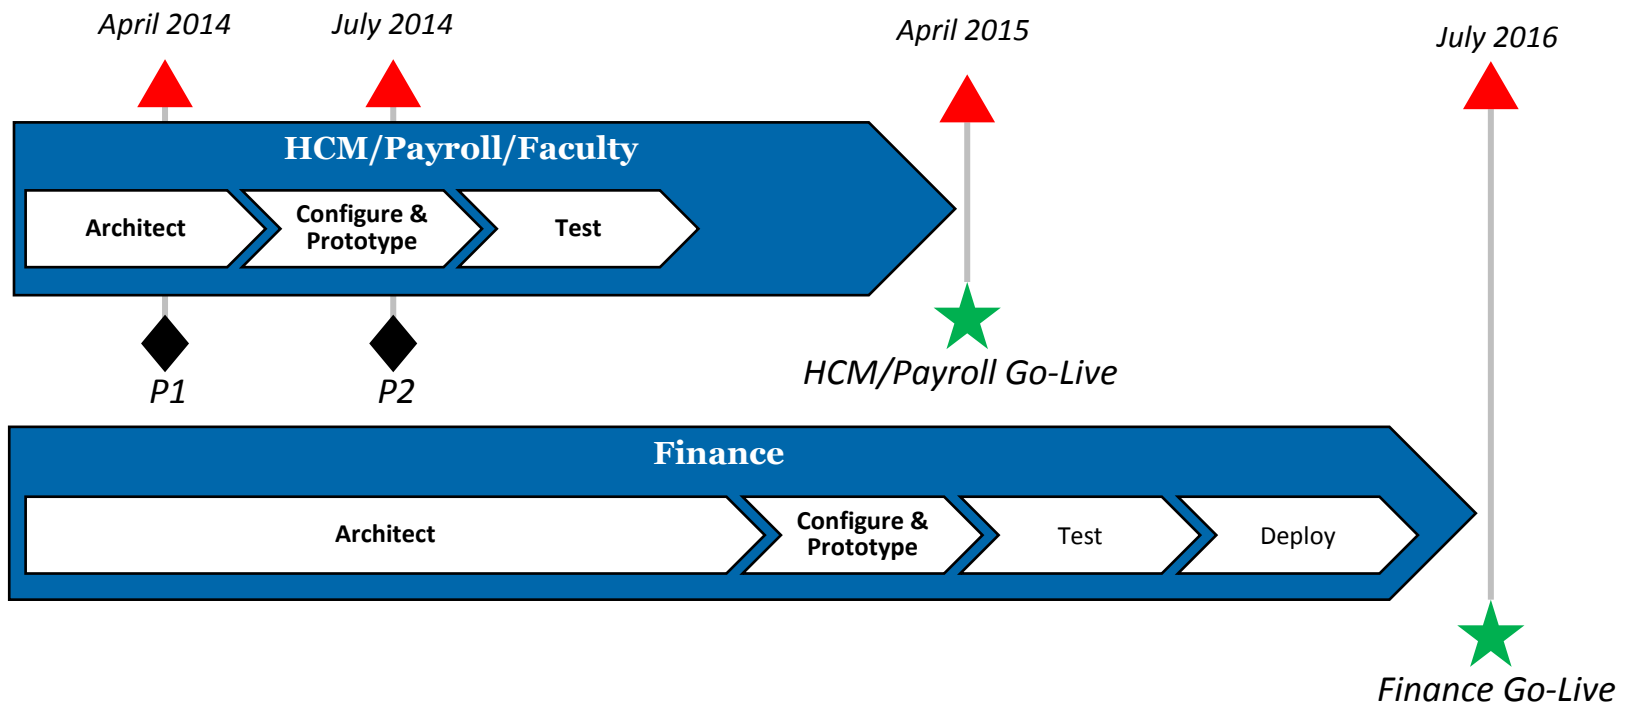 April 2014
July 2014
April 2015
July 2016
HCM/Payroll/Faculty
Architect
Configure &
Prototype
Test
P1
P2
HCM/Payroll Go-Live
Finance
Architect
Configure &
Prototype
Test
Deploy
Finance Go-Live